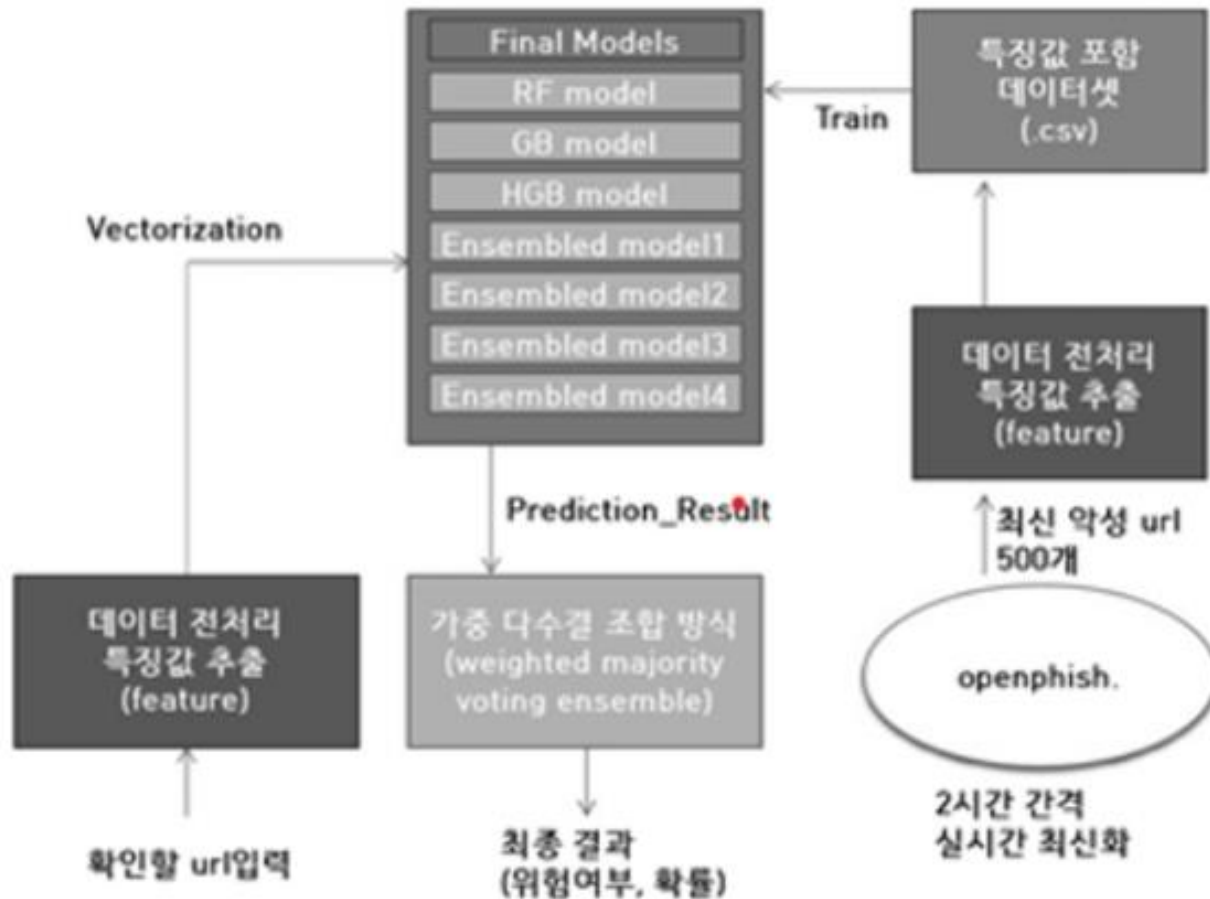 Final Models
RF model
GB model
HGB model
Ensembled model1
Ensembled model2
Ensembled model3
Ensembled model4
특징값 포함
데이터셋
(.csv)
Train
Vectorization
데이터 전처리
특징값 추출
(feature)
Prediction_Result
최신 악성 url
500개
데이터 전처리
특징값 추출
(feature)
가중 다수결 조합 방식
(weighted majority
voting ensemble)
openphish.
2시간 간격
실시간 최신화
확인할 url입력
최종 결과
(위험여부, 확률)